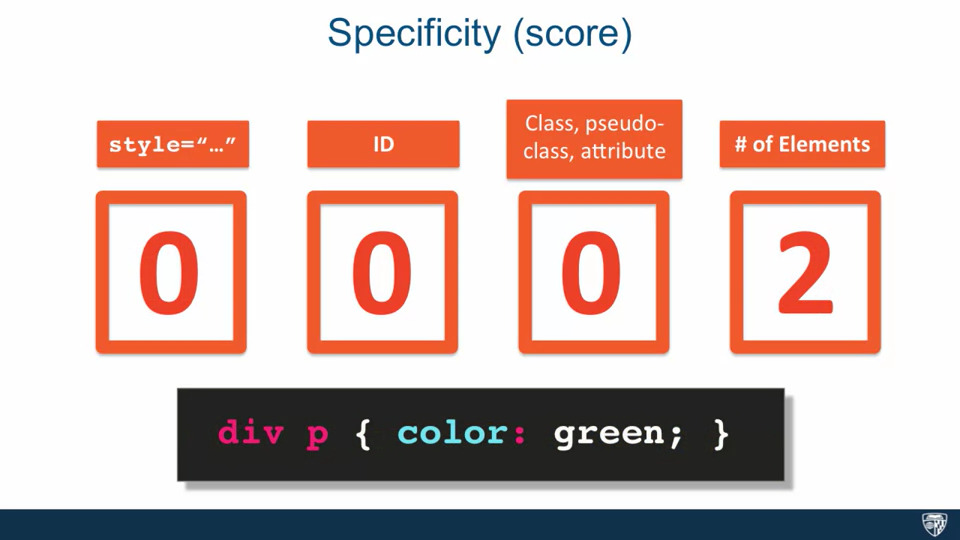 Specificity (score)
style=“…”
ID
Class, pseudo-
class, attribute
# of Elements
0
0
0
2
div p { color: green; }